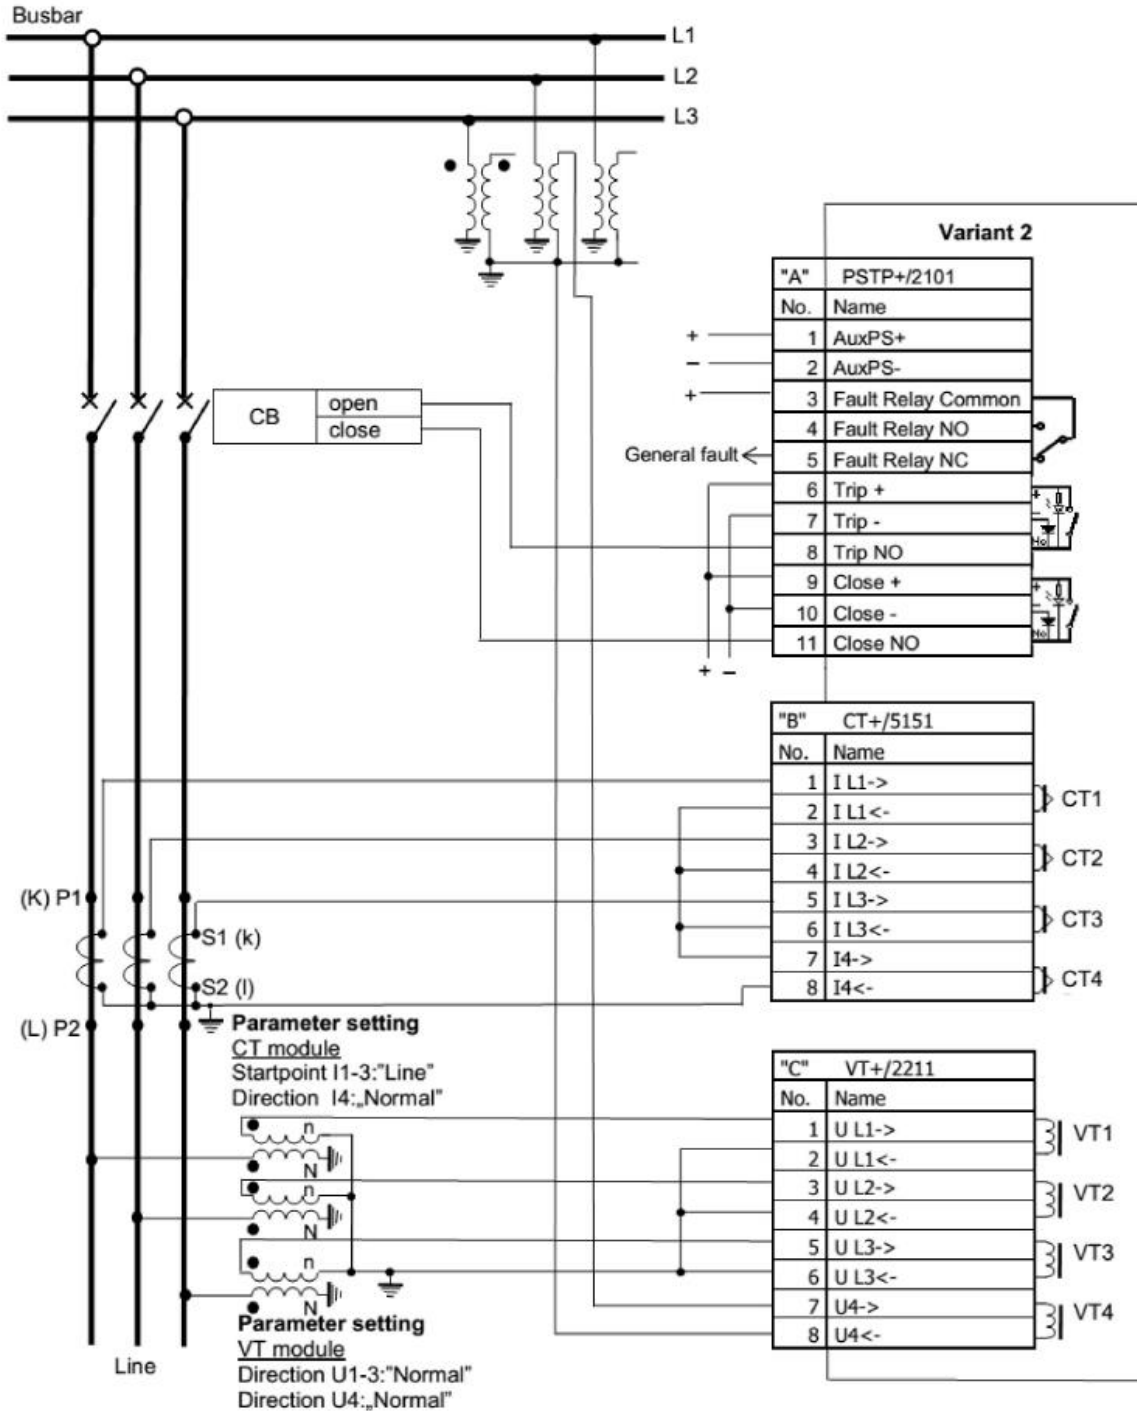 Busbar
L1
L2
L3
Variant 2
"A" PSTP+/2101
No. Name
+ 1 AuxPS+
– 2 AuxPS-
+ 3 Fault Relay Common
4 Fault Relay NO
General fault 5 Fault Relay NC
6 Trip +
7 Trip -
8 Trip NO
9 Close +
10 Close -
11 Close NO
+ –
+
No
+
No
CB open
close
"B" CT+/5151
No. Name
1 I L1->
2 I L1<-
CT1
3 I L2->
4 I L2<-
CT2
5 I L3->
6 I L3<-
CT3
7 I4->
8 I4<-
CT4
(K) P1
S1 (k)
S2 (l)
(L) P2
Parameter setting
CT module
Startpoint I1-3:"Line"
Direction I4:„Normal"
"C" VT+/2211
No. Name
1 U L1->
2 U L1<-
VT1
3 U L2->
4 U L2<-
VT2
5 U L3->
6 U L3<-
VT3
7 U4->
8 U4<-
VT4
n
N
n
N
n
N
Parameter setting
VT module
Direction U1-3:"Normal"
Direction U4:„Normal"
Line